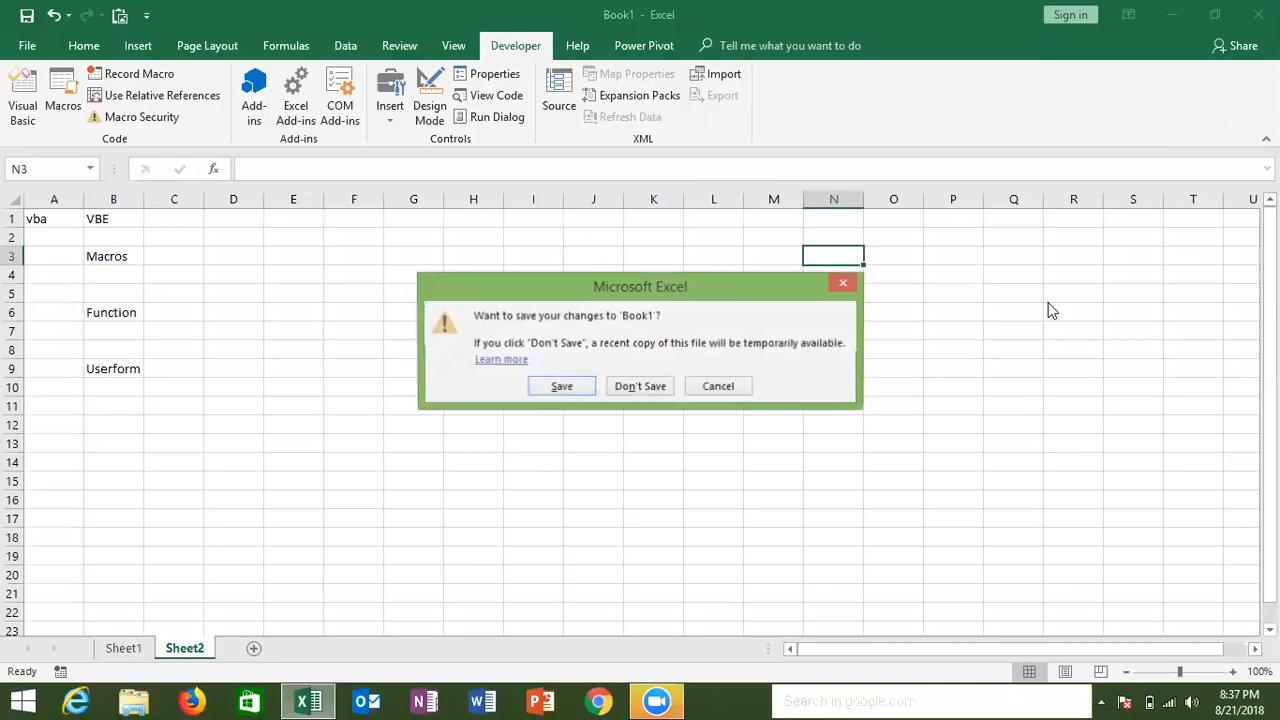 Book1 - Excel
Sign in
File Home Insert Page Layout Formulas Data Review View Developer Help Power Pivot Tell me what you want to do Share
Visual Basic
Macros
Record Macro
Use Relative References
Macro Security
Code
Add-ins
Excel Add-ins
COM Add-ins
Add-ins
Insert
Design Mode
Properties
View Code
Run Dialog
Controls
Source
Map Properties
Expansion Packs
Refresh Data
Import
Export
XML
N3
fx
A B C D E F G H I J K L M N O P Q R S T U
1 vba VBE
2
3 Macros
4
5
6 Function
7
8
9 Userform
10
11
12
13
14
15
16
17
18
19
20
21
22
23
Microsoft Excel
Want to save your changes to 'Book1'?
If you click "Don't Save", a recent copy of this file will be temporarily available.
Learn more
Save Don't Save Cancel
Sheet1 Sheet2
Ready
100%
Search in google.com
8:37 PM
8/21/2018